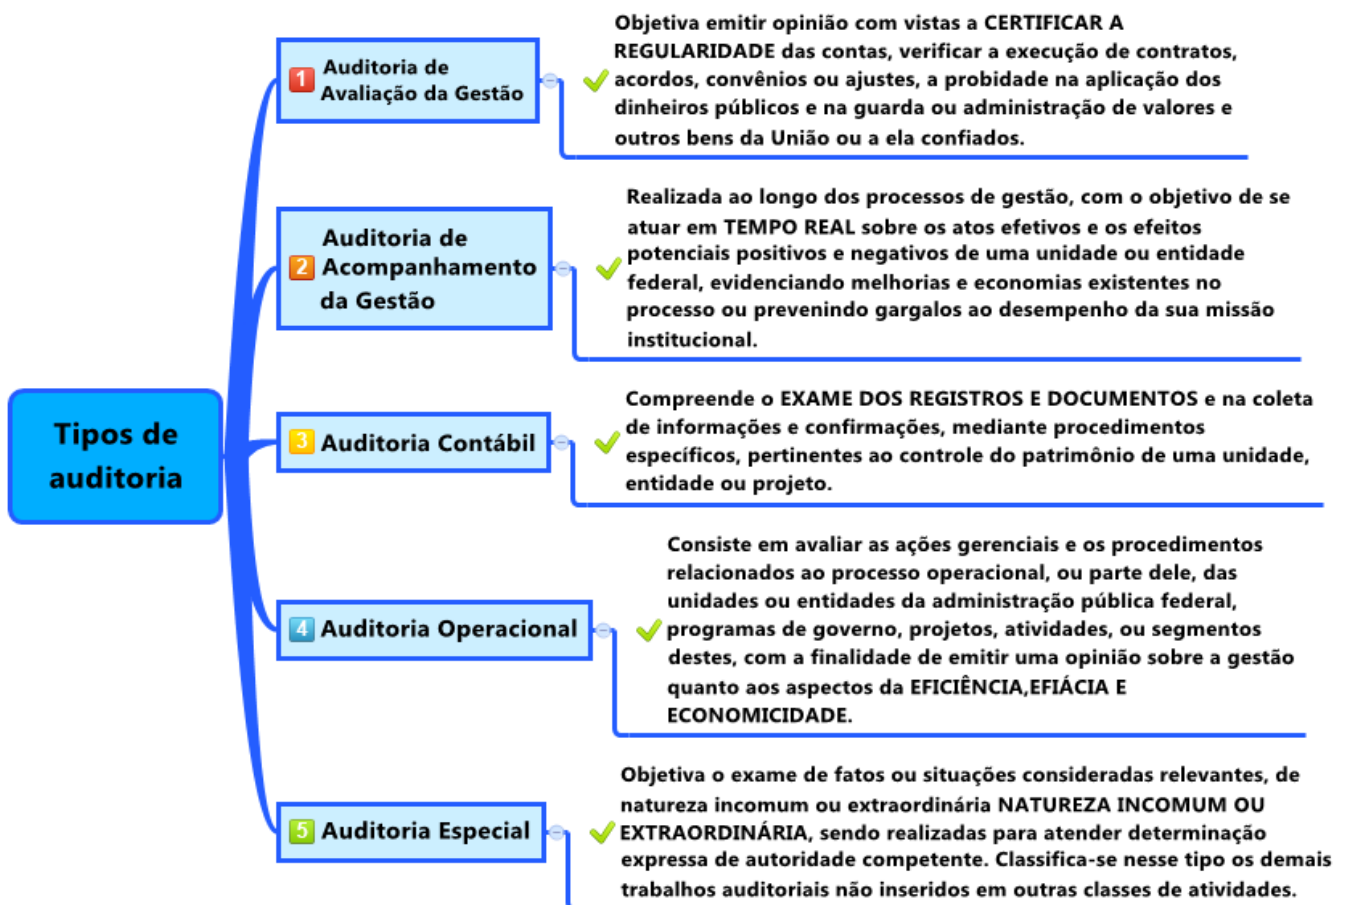 Tipos de
auditoria
1
Auditoria de
Avaliação da Gestão
Objetiva emitir opinião com vistas a CERTIFICAR A
REGULARIDADE das contas, verificar a execução de contratos,
acordos, convênios ou ajustes, a probidade na aplicação dos
dinheiros públicos e na guarda ou administração de valores e
outros bens da União ou a ela confiados.
2
Auditoria de
Acompanhamento
da Gestão
Realizada ao longo dos processos de gestão, com o objetivo de se
atuar em TEMPO REAL sobre os atos efetivos e os efeitos
potenciais positivos e negativos de uma unidade ou entidade
federal, evidenciando melhorias e economias existentes no
processo ou prevenindo gargalos ao desempenho da sua missão
institucional.
3
Auditoria Contábil
Compreende o EXAME DOS REGISTROS E DOCUMENTOS e na coleta
de informações e confirmações, mediante procedimentos
específicos, pertinentes ao controle do patrimônio de uma unidade,
entidade ou projeto.
4
Auditoria Operacional
Consiste em avaliar as ações gerenciais e os procedimentos
relacionados ao processo operacional, ou parte dele, das
unidades ou entidades da administração pública federal,
programas de governo, projetos, atividades, ou segmentos
destes, com a finalidade de emitir uma opinião sobre a gestão
quanto aos aspectos da EFICIÊNCIA,EFIÁCIA E
ECONOMICIDADE.
5
Auditoria Especial
Objetiva o exame de fatos ou situações consideradas relevantes, de
natureza incomum ou extraordinária NATUREZA INCOMUM OU
EXTRAORDINÁRIA, sendo realizadas para atender determinação
expressa de autoridade competente. Classifica-se nesse tipo os demais
trabalhos auditoriais não inseridos em outras classes de atividades.